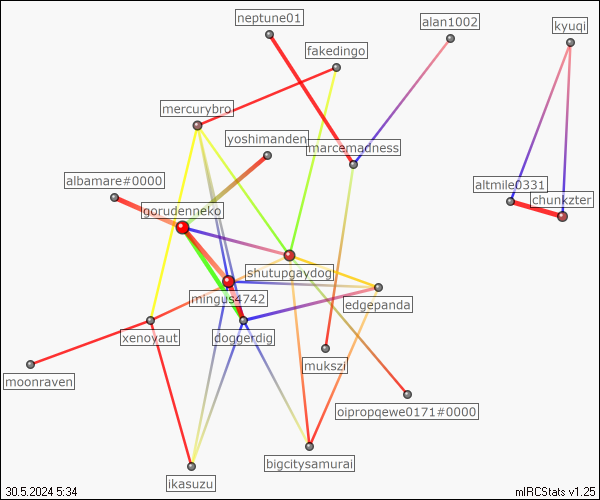 neptune01
alan1002
kyuqi
fakedingo
mercurybro
yoshimanden
marcemadness
albamare#0000
altmile0331
chunkzter
gorudenneko
shutupgaydog
mingus4742
edgepanda
xenoyaut
doggerdig
mukszi
moonraven
oipropqewe0171#0000
bigcitysamurai
ikasuzu
30.5.2024 5:34
mIRCStats v1.25